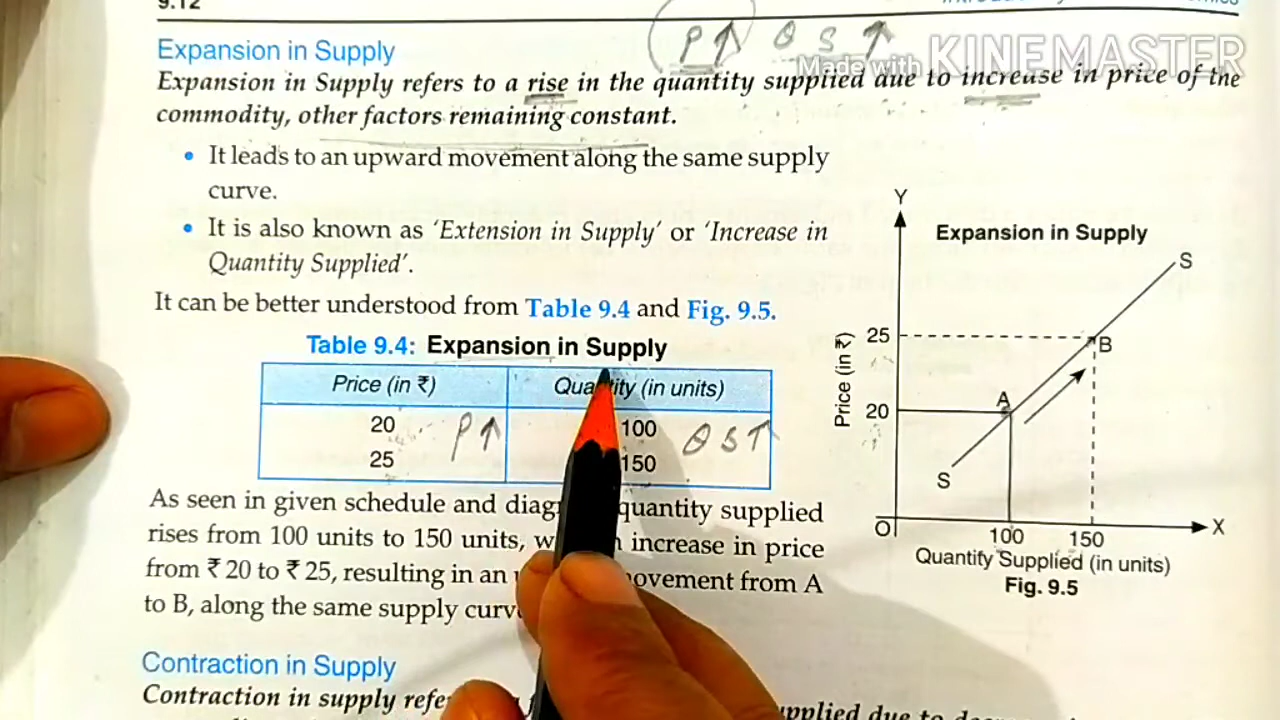 9.12
P↑ Q S ↑
Made with KINEMASTER
Expansion in Supply
Expansion in Supply refers to a rise in the quantity supplied due to increase in price of the
commodity, other factors remaining constant.
• It leads to an upward movement along the same supply
curve.
• It is also known as 'Extension in Supply' or 'Increase in
Quantity Supplied'.
It can be better understood from Table 9.4 and Fig. 9.5.
Table 9.4: Expansion in Supply
Price (in ₹) Quantity (in units)
20 P↑ 100 Q S↑
25 150
As seen in given schedule and quantity supplied
rises from 100 units to 150 units, increase in price
from ₹ 20 to ₹ 25, resulting in an from A
to B, along the same supply
Contraction in Supply
Contraction in supply due to
Y
Expansion in Supply
S
Price (in ₹)
25
B
20
A
S
O
X
100 150
Quantity Supplied (in units)
Fig. 9.5